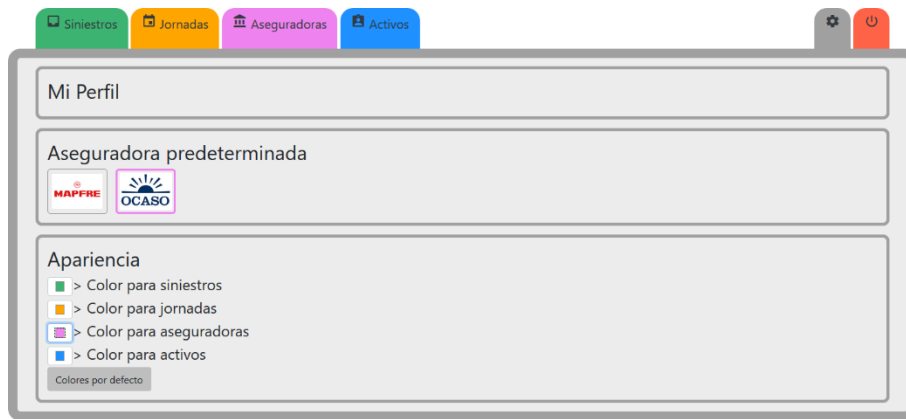 Siniestros
Jornadas
Aseguradoras
Activos
Mi Perfil
Aseguradora predeterminada
MAPFRE
OCASO
Apariencia
> Color para siniestros
> Color para jornadas
> Color para aseguradoras
> Color para activos
Colores por defecto